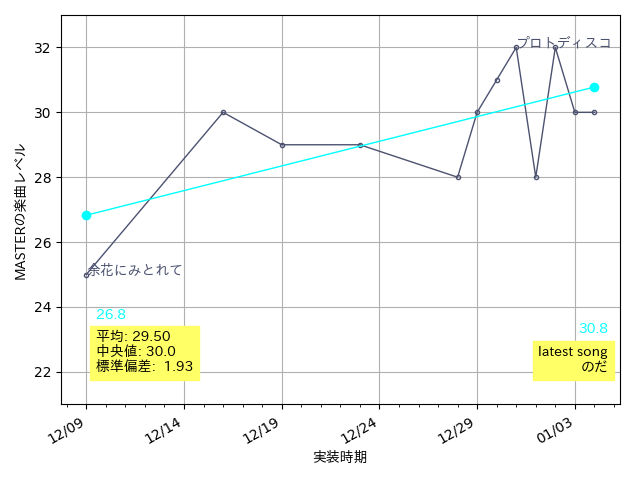 32
プロトディスコ
30
28
26
余花にみとれて
24
22
MASTERの楽曲レベル
26.8
平均: 29.50
中央値: 30.0
標準偏差: 1.93
30.8
latest song
のだ
12/09
12/14
12/19
12/24
12/29
01/03
実装時期